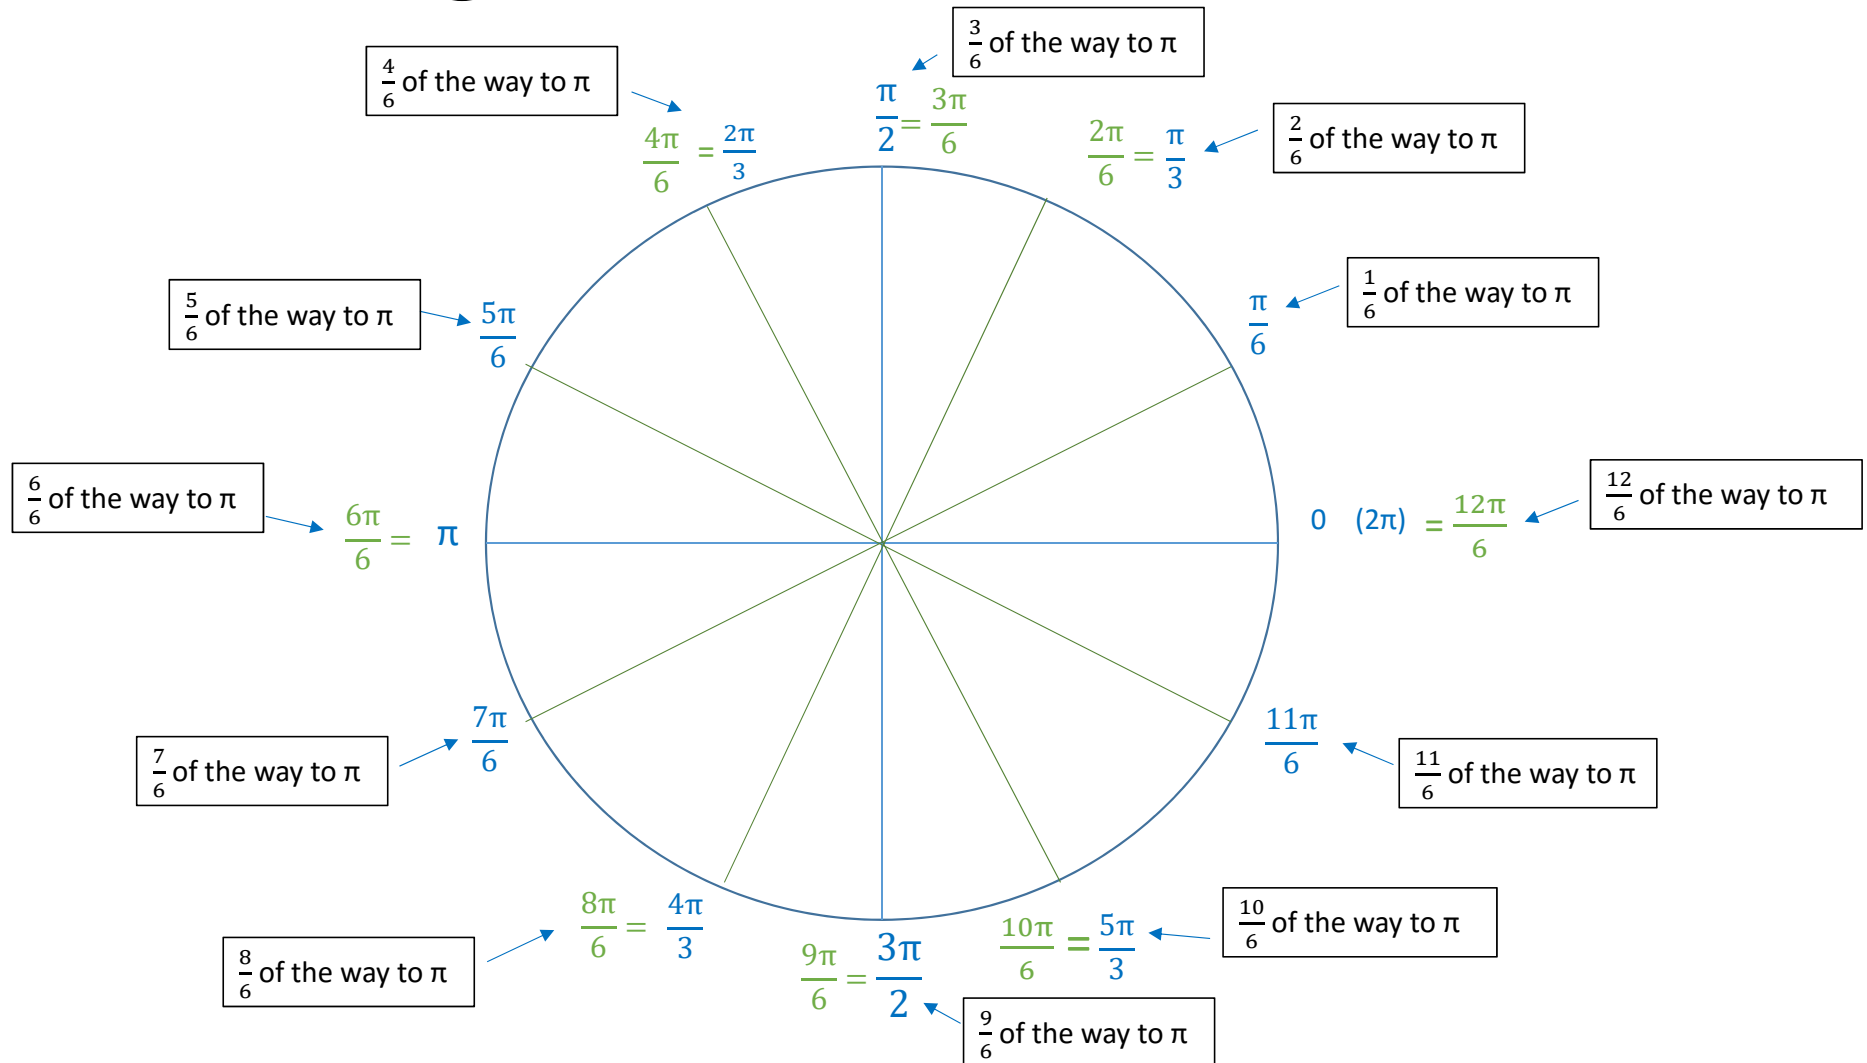 3/6 of the way to π
4/6 of the way to π
π/2 = 3π/6
4π/6 = 2π/3
2π/6 = π/3
2/6 of the way to π
5/6 of the way to π
5π/6
π/6
1/6 of the way to π
6/6 of the way to π
6π/6 = π
0 (2π) = 12π/6
12/6 of the way to π
7π/6
7/6 of the way to π
11π/6
11/6 of the way to π
8π/6 = 4π/3
8/6 of the way to π
9π/6 = 3π/2
10π/6 = 5π/3
10/6 of the way to π
9/6 of the way to π